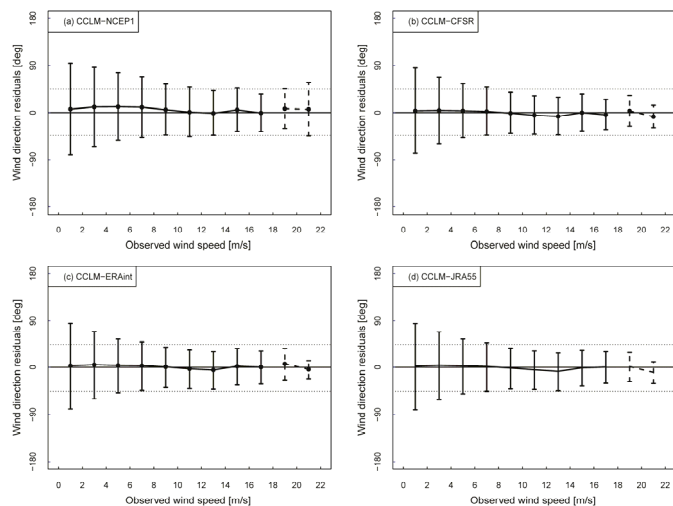 (a) CCLM−NCEP1
Wind direction residuals [deg]
180
90
0
−90
−180
0 2 4 6 8 10 12 14 16 18 20 22
Observed wind speed [m/s]
(b) CCLM−CFSR
Wind direction residuals [deg]
180
90
0
−90
−180
0 2 4 6 8 10 12 14 16 18 20 22
Observed wind speed [m/s]
(c) CCLM−ERAint
Wind direction residuals [deg]
180
90
0
−90
−180
0 2 4 6 8 10 12 14 16 18 20 22
Observed wind speed [m/s]
(d) CCLM−JRA55
Wind direction residuals [deg]
180
90
0
−90
−180
0 2 4 6 8 10 12 14 16 18 20 22
Observed wind speed [m/s]